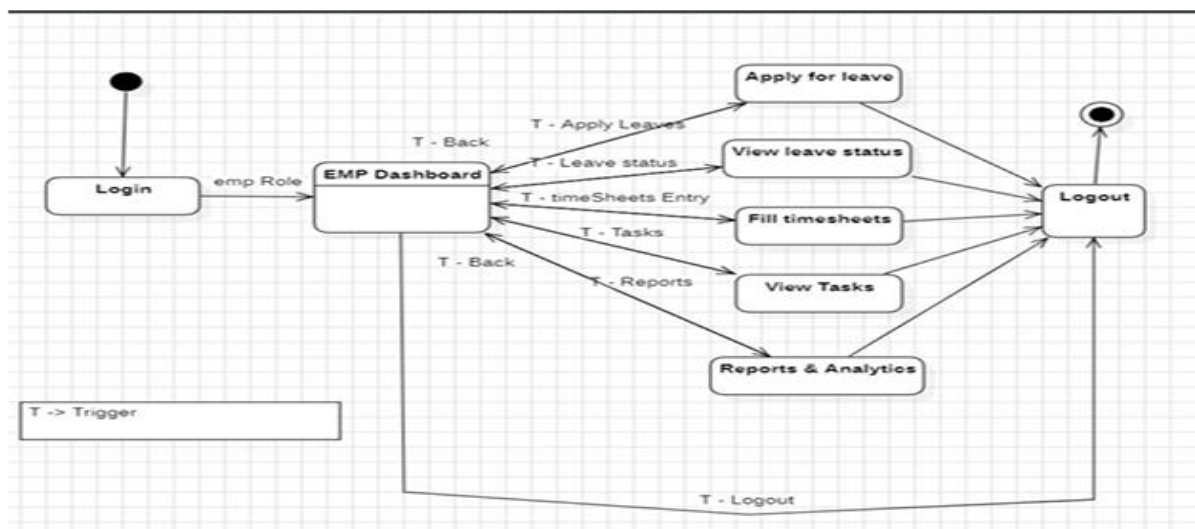 Apply for leave
T - Apply Leaves
T - Back
View leave status
T - Leave status
EMP Dashboard
Login
emp Role
T - timeSheets Entry
Fill timesheets
Logout
T - Tasks
T - Back
T - Reports
View Tasks
Reports & Analytics
T -> Trigger
T - Logout